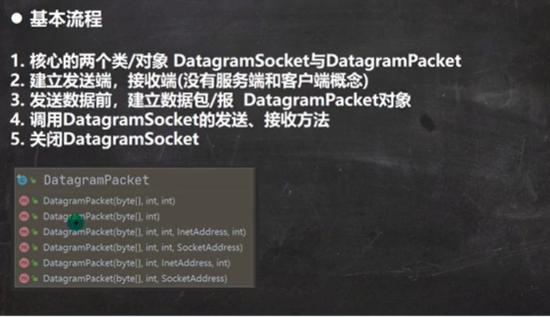 ● 基本流程
1. 核心的两个类/对象 DatagramSocket与DatagramPacket
2. 建立发送端，接收端(没有服务端和客户端概念)
3. 发送数据前，建立数据包/报 DatagramPacket对象
4. 调用DatagramSocket的发送、接收方法
5. 关闭DatagramSocket
DatagramPacket
DatagramPacket(byte[], int, int)
DatagramPacket(byte[], int)
DatagramPacket(byte[], int, int, InetAddress, int)
DatagramPacket(byte[], int, int, SocketAddress)
DatagramPacket(byte[], int, InetAddress, int)
DatagramPacket(byte[], int, SocketAddress)